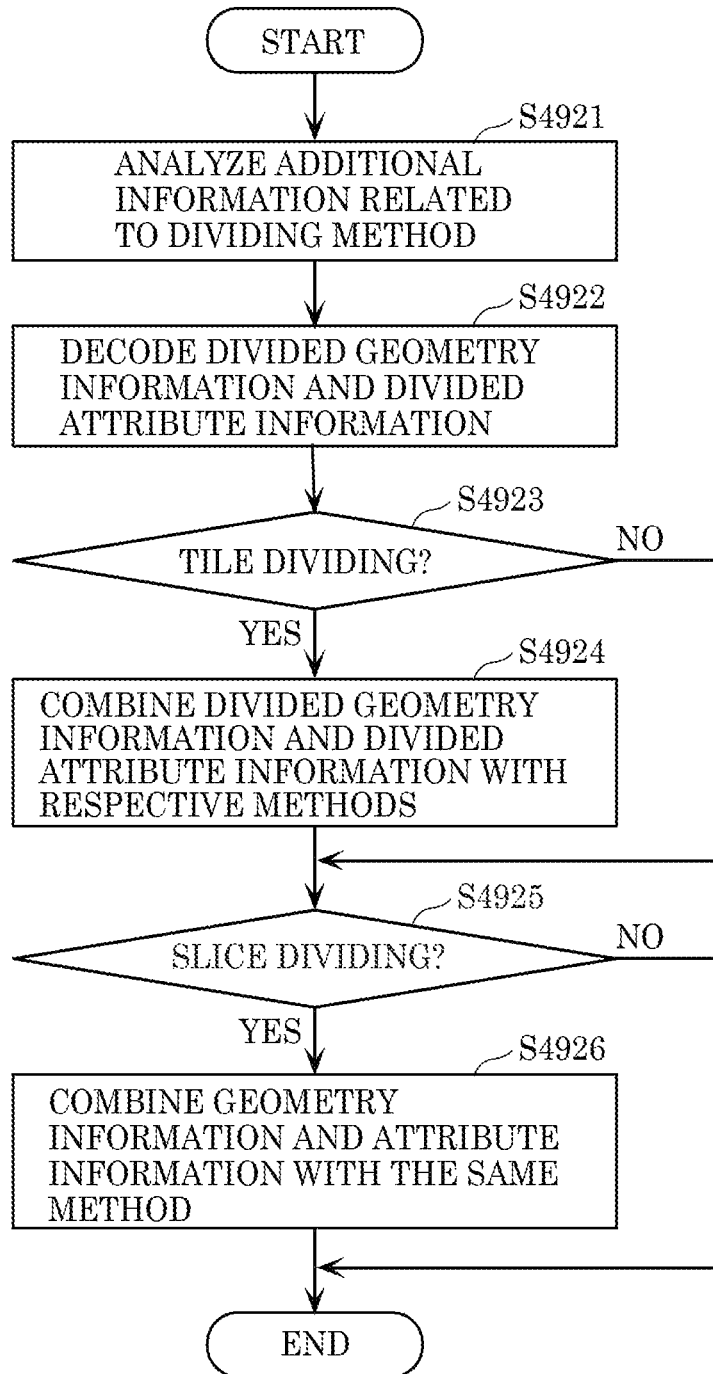 START
S4921
ANALYZE ADDITIONAL
INFORMATION RELATED
TO DIVIDING METHOD
S4922
DECODE DIVIDED GEOMETRY
INFORMATION AND DIVIDED
ATTRIBUTE INFORMATION
S4923
TILE DIVIDING?
NO
YES
S4924
COMBINE DIVIDED GEOMETRY
INFORMATION AND DIVIDED
ATTRIBUTE INFORMATION WITH
RESPECTIVE METHODS
S4925
SLICE DIVIDING?
NO
YES
S4926
COMBINE GEOMETRY
INFORMATION AND ATTRIBUTE
INFORMATION WITH THE SAME
METHOD
END